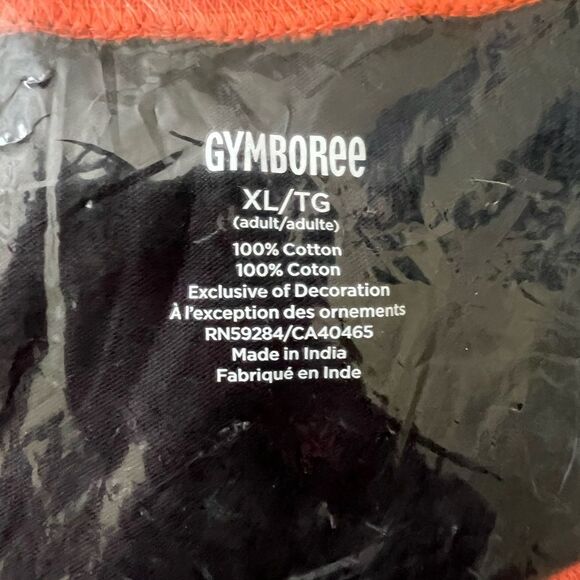 GYMBOREE
XL/TG
(adult/adulte)
100% Cotton
100% Coton
Exclusive of Decoration
À l'exception des ornements
RN59284/CA40465
Made in India
Fabriqué en Inde